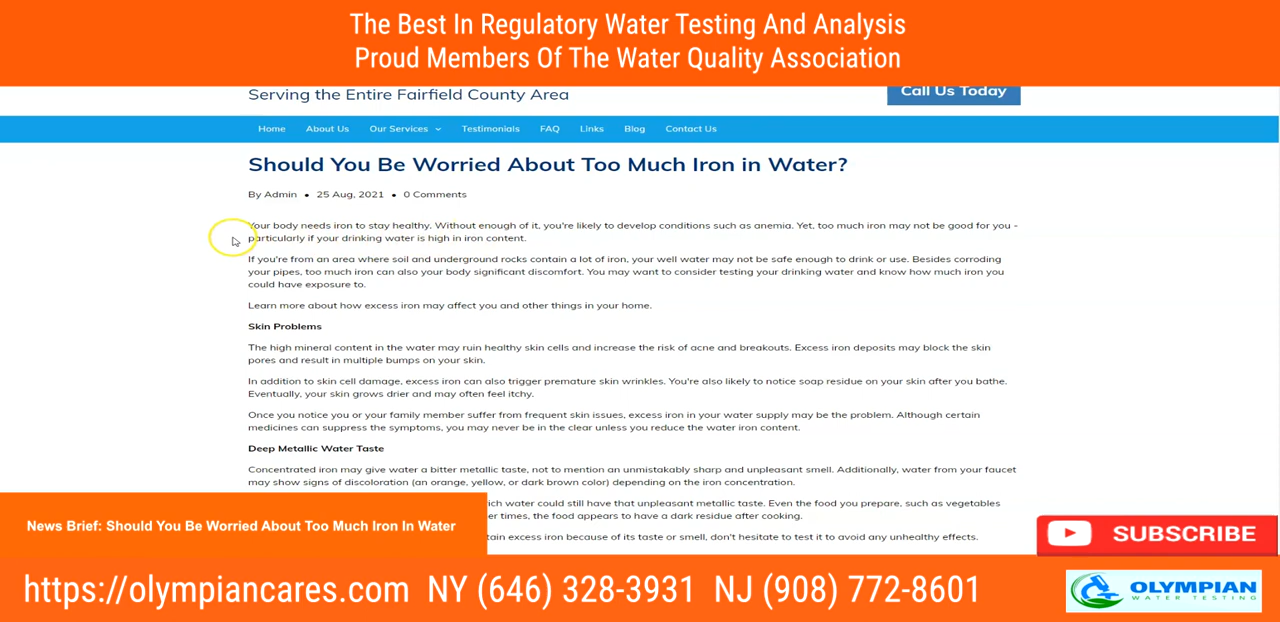 The Best In Regulatory Water Testing And Analysis
Proud Members Of The Water Quality Association
Serving the Entire Fairfield County Area
Call Us Today
Home About Us Our Services Testimonials FAQ Links Blog Contact Us
Should You Be Worried About Too Much Iron in Water?
By Admin • 25 Aug, 2021 • 0 Comments
Your body needs iron to stay healthy. Without enough of it, you're likely to develop conditions such as anemia. Yet, too much iron may not be good for you -
particularly if your drinking water is high in iron content.
If you're from an area where soil and underground rocks contain a lot of iron, your well water may not be safe enough to drink or use. Besides corroding
your pipes, too much iron can also your body significant discomfort. You may want to consider testing your drinking water and know how much iron you
could have exposure to.
Learn more about how excess iron may affect you and other things in your home.
Skin Problems
The high mineral content in the water may ruin healthy skin cells and increase the risk of acne and breakouts. Excess iron deposits may block the skin
pores and result in multiple bumps on your skin.
In addition to skin cell damage, excess iron can also trigger premature skin wrinkles. You're also likely to notice soap residue on your skin after you bathe.
Eventually, your skin grows drier and may often feel itchy.
Once you notice you or your family member suffer from frequent skin issues, excess iron in your water supply may be the problem. Although certain
medicines can suppress the symptoms, you may never be in the clear unless you reduce the water iron content.
Deep Metallic Water Taste
Concentrated iron may give water a bitter metallic taste, not to mention an unmistakably sharp and unpleasant smell. Additionally, water from your faucet
may show signs of discoloration (an orange, yellow, or dark brown color) depending on the iron concentration.
water could still have that unpleasant metallic taste. Even the food you prepare, such as vegetables
times, the food appears to have a dark residue after cooking.
excess iron because of its taste or smell, don't hesitate to test it to avoid any unhealthy effects.
News Brief: Should You Be Worried About Too Much Iron In Water
SUBSCRIBE
https://olympiancares.com NY (646) 328-3931 NJ (908) 772-8601
OLYMPIAN
WATER TESTING